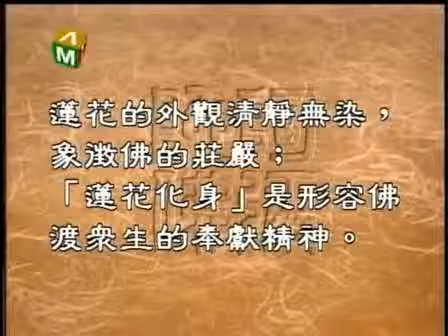 AM
蓮花的外觀清靜無染，
象徵佛的莊嚴；
「蓮花化身」是形容佛
渡眾生的奉獻精神。